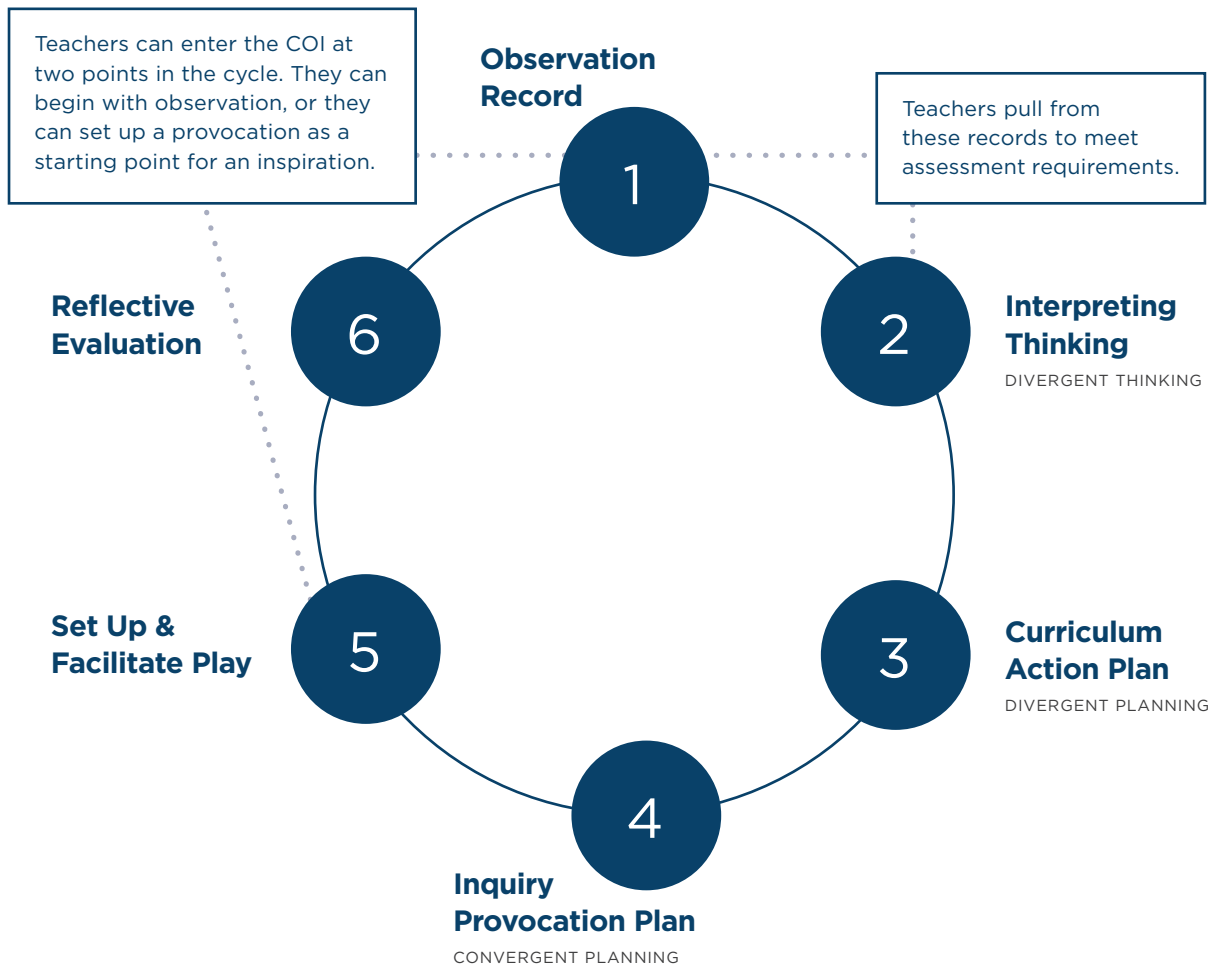 Teachers can enter the COI at
two points in the cycle. They can
begin with observation, or they
can set up a provocation as a
starting point for an inspiration.
Observation
Record
Teachers pull from
these records to meet
assessment requirements.
1
2
Interpreting
Thinking
DIVERGENT THINKING
3
Curriculum
Action Plan
DIVERGENT PLANNING
4
Inquiry
Provocation Plan
CONVERGENT PLANNING
5
Set Up &
Facilitate Play
6
Reflective
Evaluation